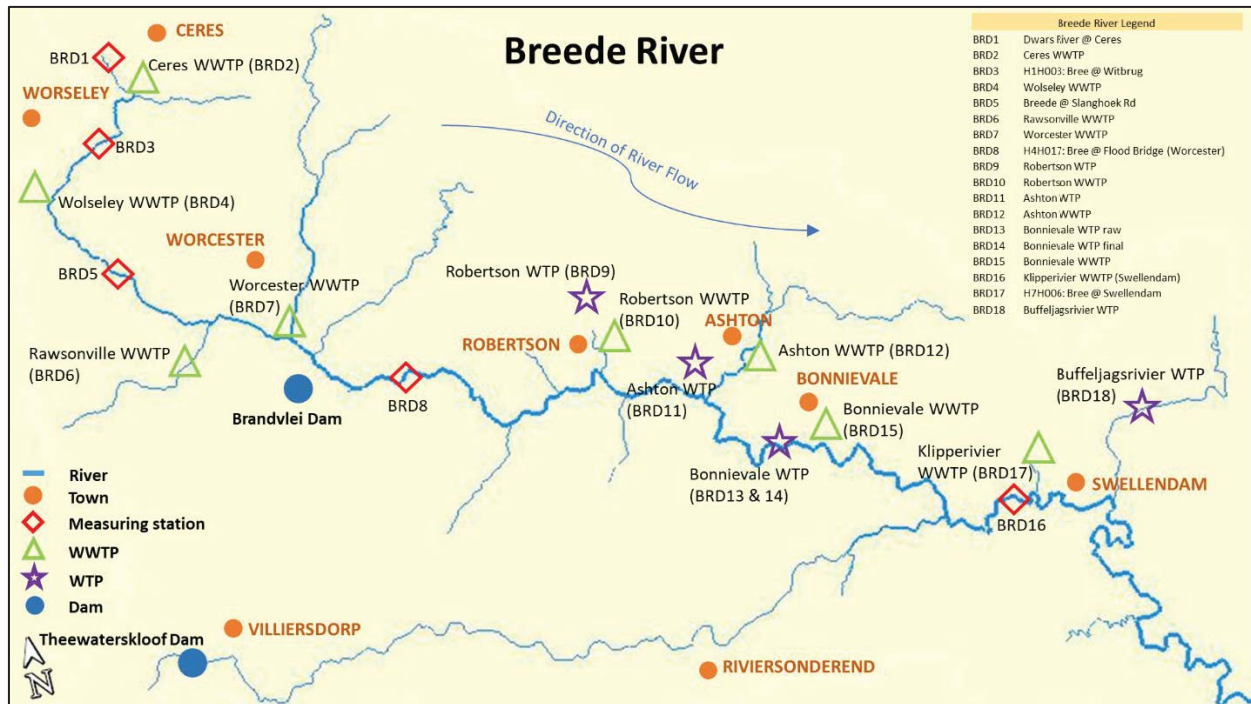 Breede River
CERES
BRD1
Ceres WWTP (BRD2)
WORSELEY
BRD3
Wolseley WWTP (BRD4)
WORCESTER
BRD5
Worcester WWTP
(BRD7)
Rawsonville WWTP
(BRD6)
Brandvlei Dam
BRD8
Direction of River Flow
Robertson WTP (BRD9)
Robertson WWTP
(BRD10)
ROBERTSON
ASHTON
Ashton WTP
(BRD11)
Ashton WWTP (BRD12)
BONNIEVALE
Bonnievale WWTP
(BRD15)
Bonnievale WTP
(BRD13 & 14)
Klipperivier
WWTP (BRD17)
BRD16
Buffeljagsrivier WTP
(BRD18)
SWELLENDAM
River
Town
Measuring station
WWTP
WTP
Dam
Theewaterskloof Dam
VILLIERSDORP
RIVIERSONDEREND
N
Breede River Legend
BRD1 Dwars River @ Ceres
BRD2 Ceres WWTP
BRD3 H1H003: Bree @ Witbrug
BRD4 Wolseley WWTP
BRD5 Breede @ Slanghoek Rd
BRD6 Rawsonville WWTP
BRD7 Worcester WWTP
BRD8 H4H017: Bree @ Flood Bridge (Worcester)
BRD9 Robertson WTP
BRD10 Robertson WWTP
BRD11 Ashton WTP
BRD12 Ashton WWTP
BRD13 Bonnievale WTP raw
BRD14 Bonnievale WTP final
BRD15 Bonnievale WWTP
BRD16 Klipperivier WWTP (Swellendam)
BRD17 H7H006: Bree @ Swellendam
BRD18 Buffeljagsrivier WTP